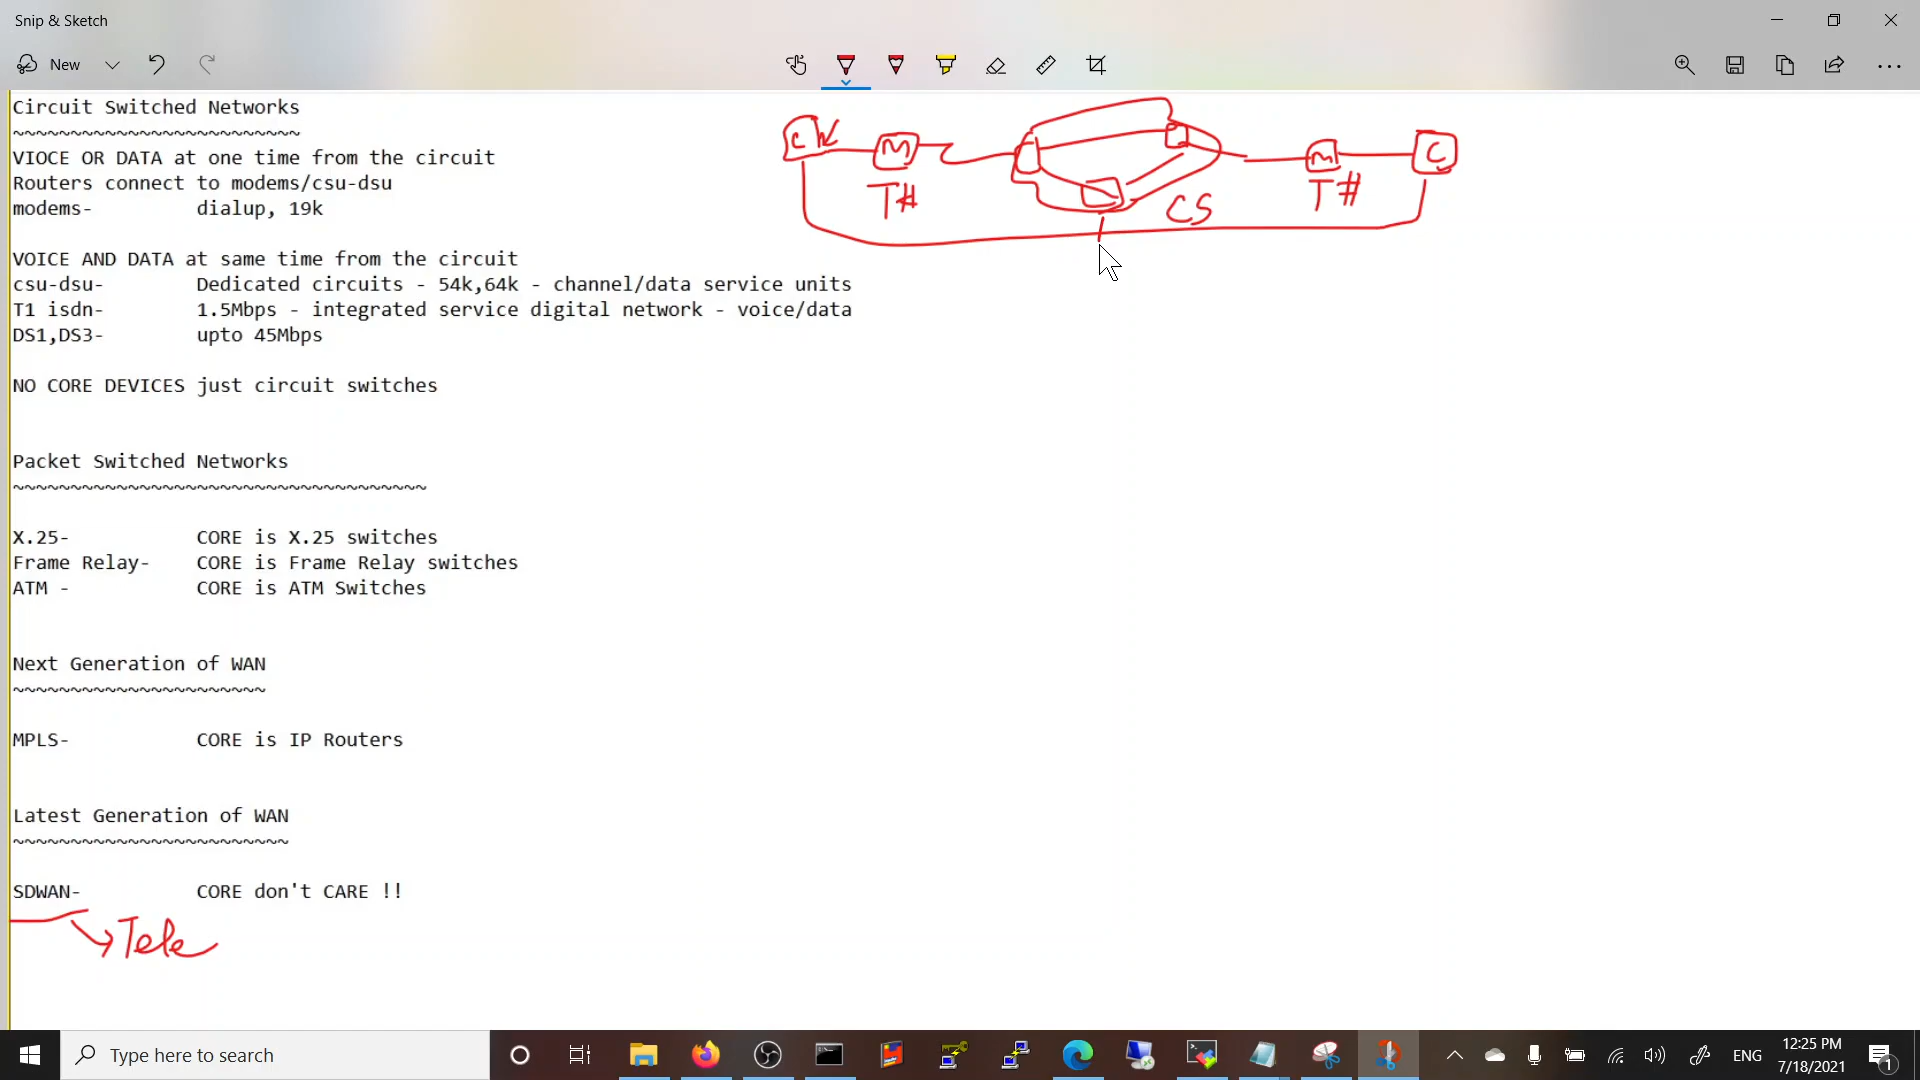 Snip & Sketch
New
Circuit Switched Networks
~~~~~~~~~~~~~~~~~~~~~~~~~
VIOCE OR DATA at one time from the circuit
Routers connect to modems/csu-dsu
modems- dialup, 19k
VOICE AND DATA at same time from the circuit
csu-dsu- Dedicated circuits - 54k,64k - channel/data service units
T1 isdn- 1.5Mbps - integrated service digital network - voice/data
DS1,DS3- upto 45Mbps
NO CORE DEVICES just circuit switches
Packet Switched Networks
~~~~~~~~~~~~~~~~~~~~~~~~~~~~~~~~~~~~
X.25- CORE is X.25 switches
Frame Relay- CORE is Frame Relay switches
ATM - CORE is ATM Switches
Next Generation of WAN
~~~~~~~~~~~~~~~~~~~~~~
MPLS- CORE is IP Routers
Latest Generation of WAN
~~~~~~~~~~~~~~~~~~~~~~~~
SDWAN- CORE don't CARE !!
Tele
C M M C
T# CS T#
Type here to search
ENG
12:25 PM
7/18/2021
1